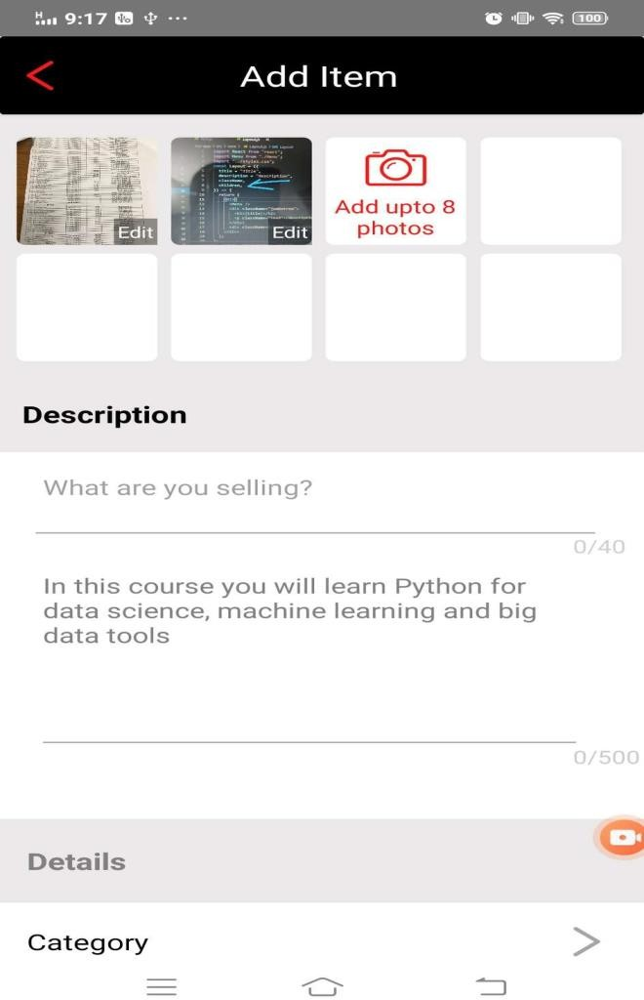 H 9:17 ... 100
Add Item
Edit
Edit
Add upto 8
photos
Description
What are you selling?
0/40
In this course you will learn Python for
data science, machine learning and big
data tools
0/500
Details
Category